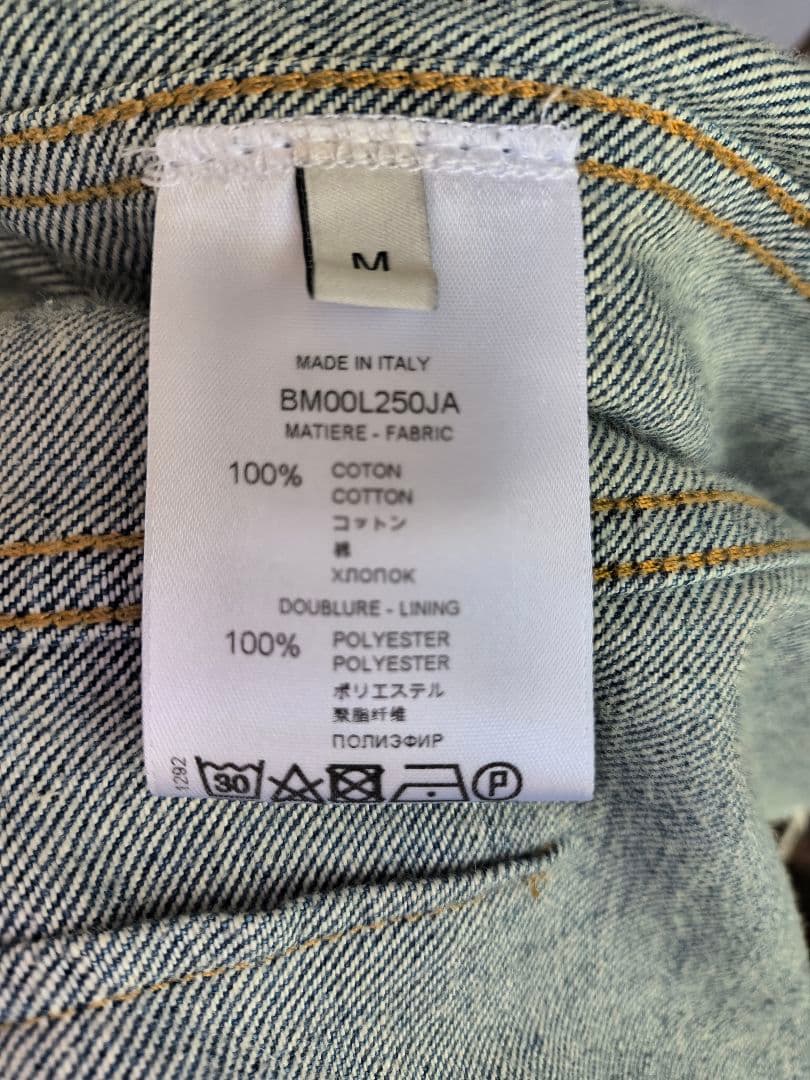 M
MADE IN ITALY
BM00L250JA
MATIERE - FABRIC
100% COTON
COTTON
コットン
棉
ХЛОПОК
DOUBLURE - LINING
100% POLYESTER
POLYESTER
ポリエステル
聚脂纤维
ПОЛИЭФИР
1292
30
P